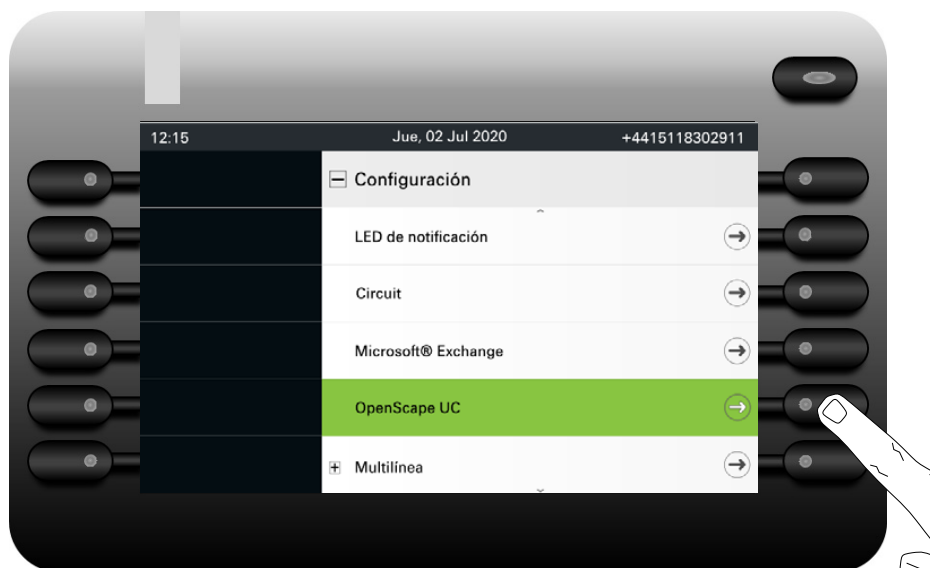 12:15 Jue, 02 Jul 2020 +4415118302911
Configuración
LED de notificación
Circuit
Microsoft® Exchange
OpenScape UC
Multilínea